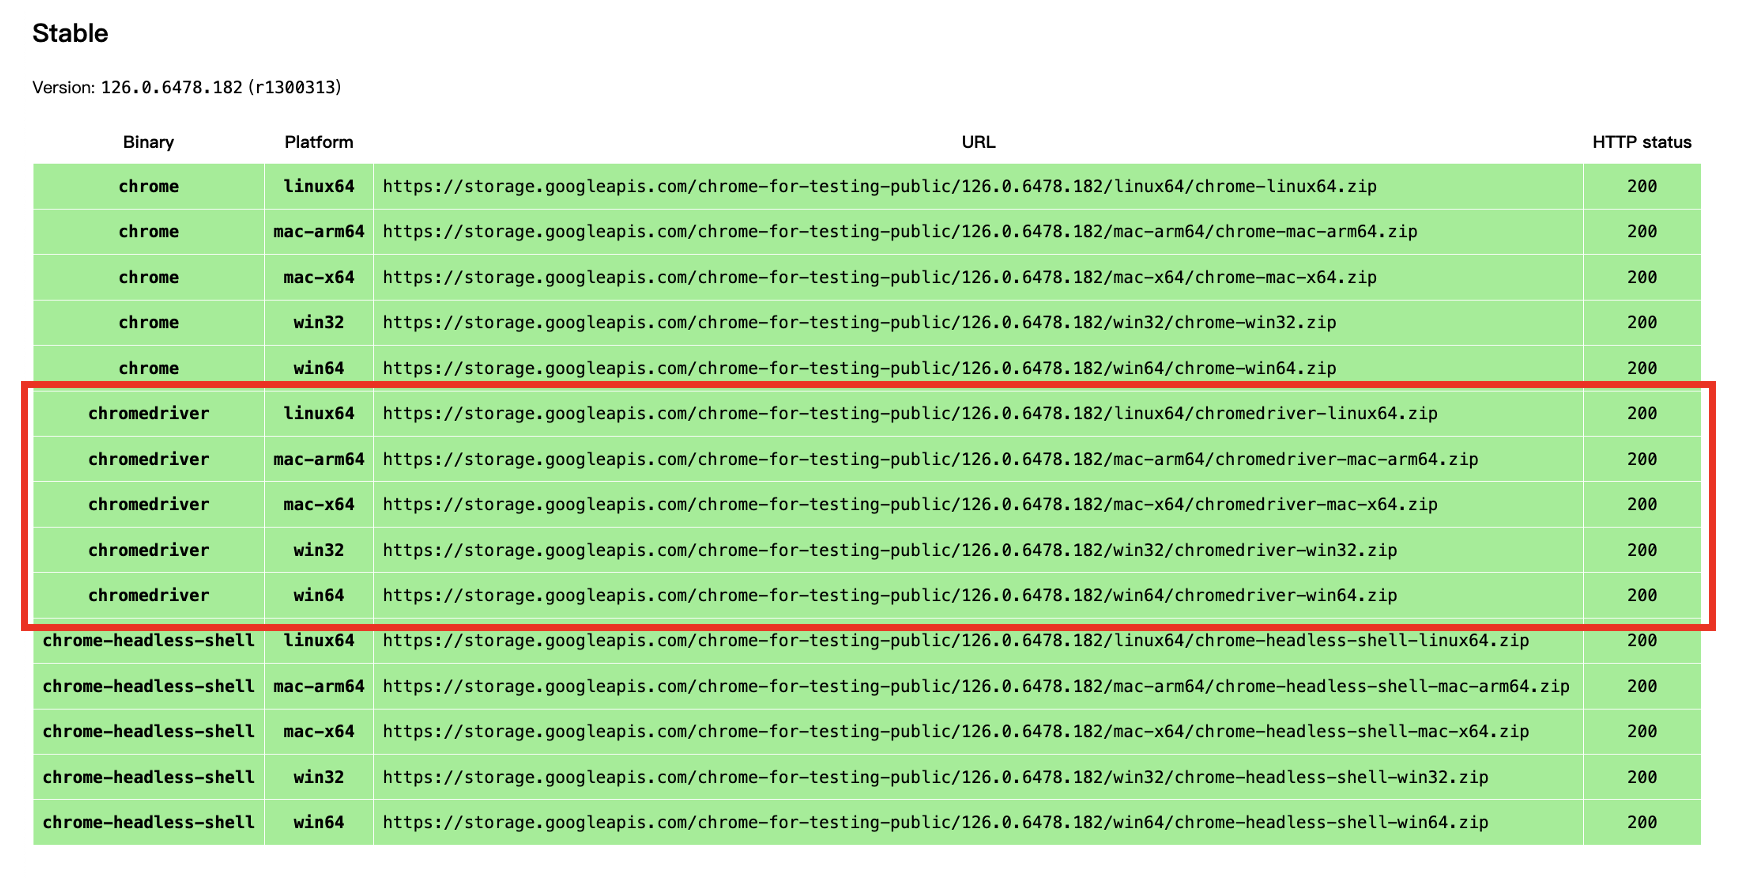 Stable
Version: 126.0.6478.182 (r1300313)
Binary Platform URL HTTP status
chrome linux64 https://storage.googleapis.com/chrome-for-testing-public/126.0.6478.182/linux64/chrome-linux64.zip 200
chrome mac-arm64 https://storage.googleapis.com/chrome-for-testing-public/126.0.6478.182/mac-arm64/chrome-mac-arm64.zip 200
chrome mac-x64 https://storage.googleapis.com/chrome-for-testing-public/126.0.6478.182/mac-x64/chrome-mac-x64.zip 200
chrome win32 https://storage.googleapis.com/chrome-for-testing-public/126.0.6478.182/win32/chrome-win32.zip 200
chrome win64 https://storage.googleapis.com/chrome-for-testing-public/126.0.6478.182/win64/chrome-win64.zip 200
chromedriver linux64 https://storage.googleapis.com/chrome-for-testing-public/126.0.6478.182/linux64/chromedriver-linux64.zip 200
chromedriver mac-arm64 https://storage.googleapis.com/chrome-for-testing-public/126.0.6478.182/mac-arm64/chromedriver-mac-arm64.zip 200
chromedriver mac-x64 https://storage.googleapis.com/chrome-for-testing-public/126.0.6478.182/mac-x64/chromedriver-mac-x64.zip 200
chromedriver win32 https://storage.googleapis.com/chrome-for-testing-public/126.0.6478.182/win32/chromedriver-win32.zip 200
chromedriver win64 https://storage.googleapis.com/chrome-for-testing-public/126.0.6478.182/win64/chromedriver-win64.zip 200
chrome-headless-shell linux64 https://storage.googleapis.com/chrome-for-testing-public/126.0.6478.182/linux64/chrome-headless-shell-linux64.zip 200
chrome-headless-shell mac-arm64 https://storage.googleapis.com/chrome-for-testing-public/126.0.6478.182/mac-arm64/chrome-headless-shell-mac-arm64.zip 200
chrome-headless-shell mac-x64 https://storage.googleapis.com/chrome-for-testing-public/126.0.6478.182/mac-x64/chrome-headless-shell-mac-x64.zip 200
chrome-headless-shell win32 https://storage.googleapis.com/chrome-for-testing-public/126.0.6478.182/win32/chrome-headless-shell-win32.zip 200
chrome-headless-shell win64 https://storage.googleapis.com/chrome-for-testing-public/126.0.6478.182/win64/chrome-headless-shell-win64.zip 200